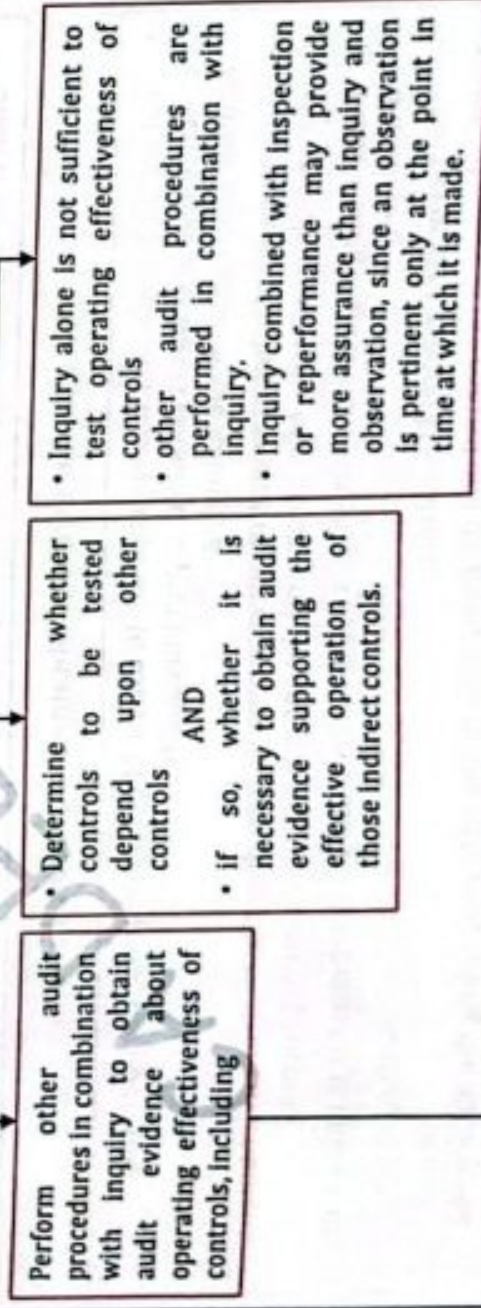 Perform other audit
procedures in combination
with inquiry to obtain
audit evidence about
operating effectiveness of
controls, including
• Determine whether
controls to be tested
depend upon other
controls
AND
• if so, whether it is
necessary to obtain audit
evidence supporting the
effective operation of
those indirect controls.
• Inquiry alone is not sufficient to
test operating effectiveness of
controls
• other audit procedures are
performed in combination with
inquiry.
• Inquiry combined with inspection
or reperformance may provide
more assurance than inquiry and
observation, since an observation
is pertinent only at the point in
time at which it is made.